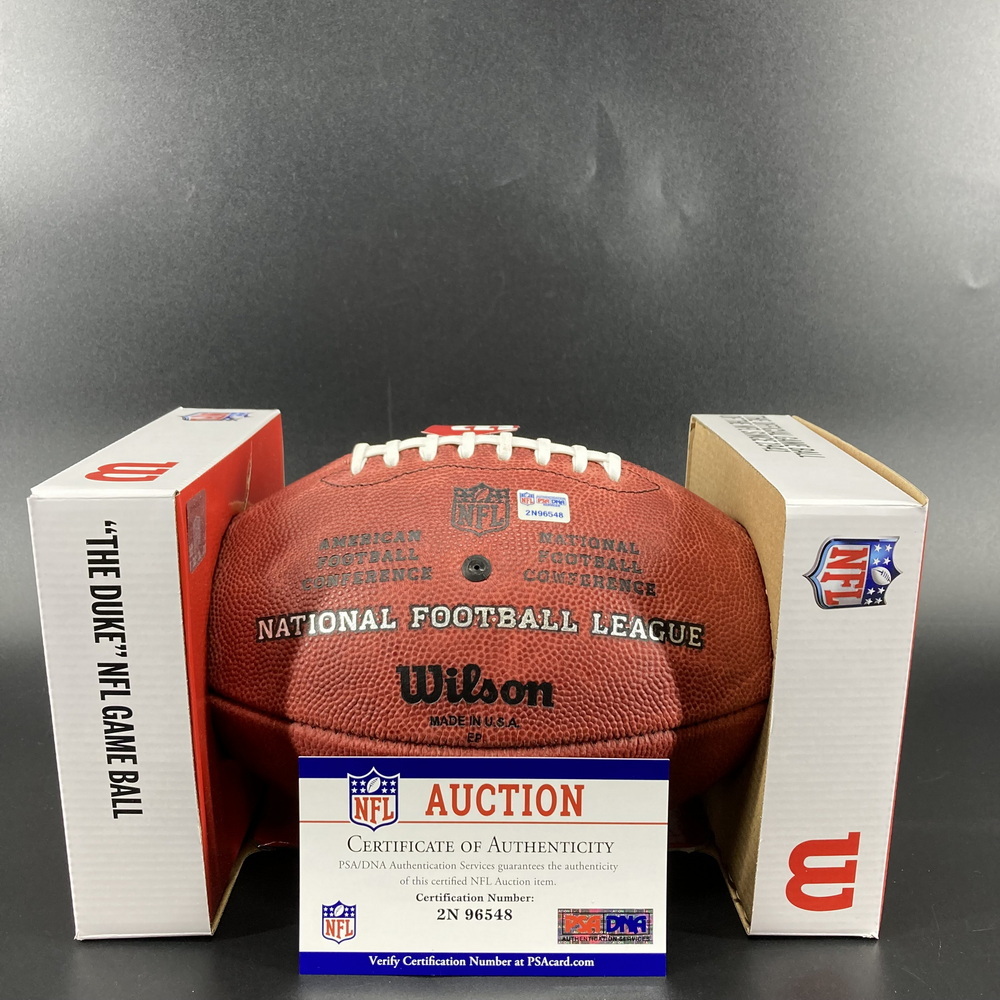 "THE DUKE" NFL GAME BALL
NFL
2N96548
AMERICAN
FOOTBALL
CONFERENCE
NATIONAL
FOOTBALL
CONFERENCE
NATIONAL FOOTBALL LEAGUE
Wilson
MADE IN U.S.A.
EP
NFL
W
W
NFL
AUCTION
CERTIFICATE OF AUTHENTICITY
PSA/DNA Authentication Services guarantees the authenticity
of this certified NFL Auction item.
Certification Number:
2N 96548
NFL
PSA DNA
AUTHENTICATION SERVICES
Verify Certification Number at PSAcard.com